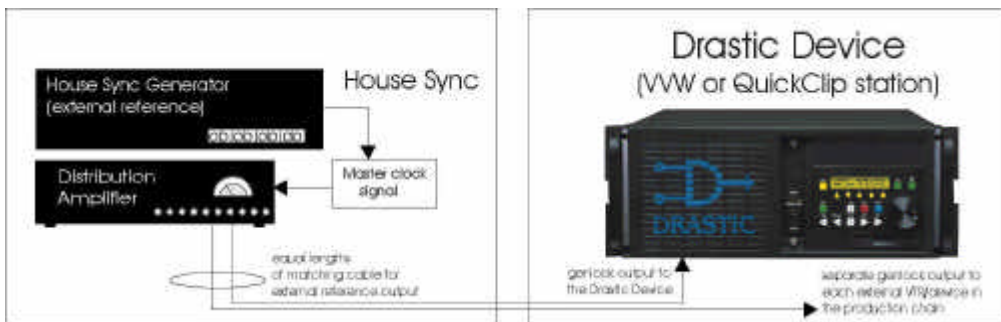 House Sync Generator
(external reference)
House Sync
Master clock
signal
Distribution
Amplifier
equal lengths
of matching cable for
external reference output
Drastic Device
(VVW or QuickClip station)
DRASTIC
genlock output to
the Drastic Device
separate genlock output to
each external VTR/device in
the production chain